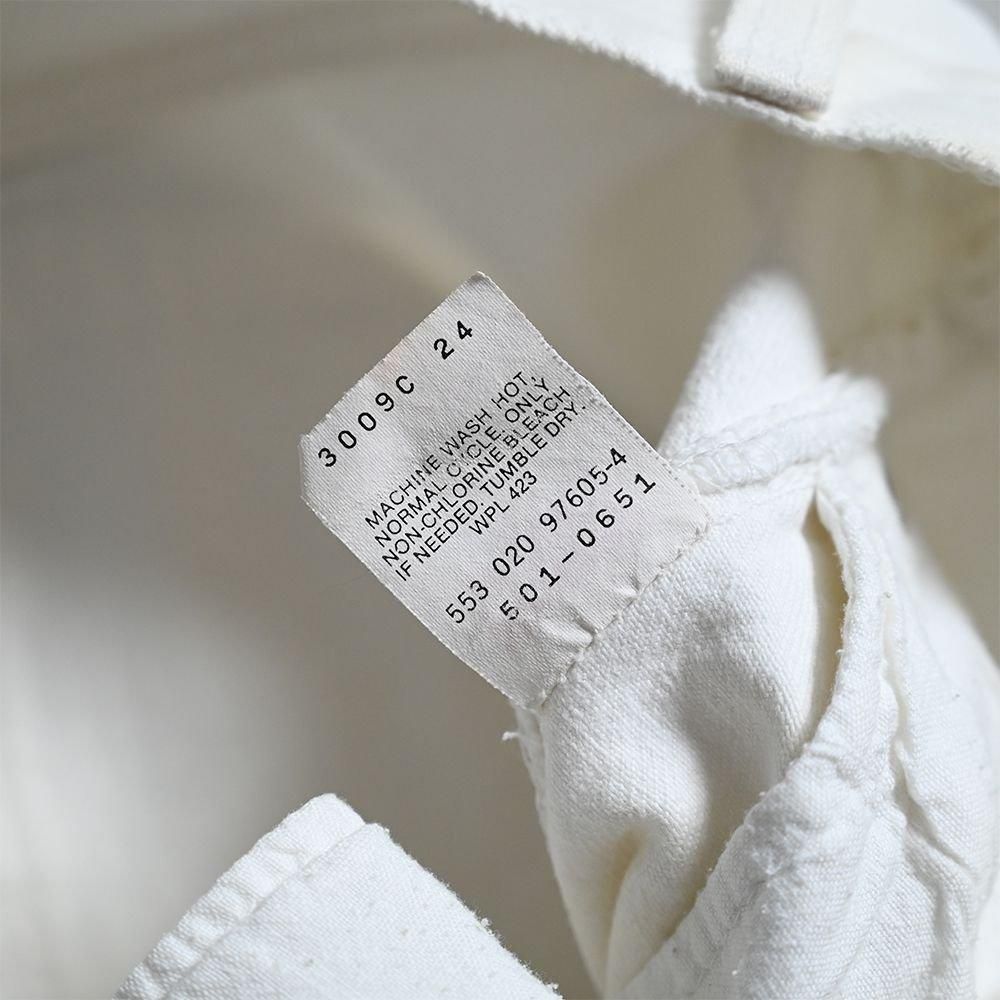 3009C 24
MACHINE WASH HOT,
NORMAL CYCLE, ONLY
NON-CHLORINE BLEACH
IF NEEDED, TUMBLE DRY.
WPL 423
553 020 97605-4
501-0651